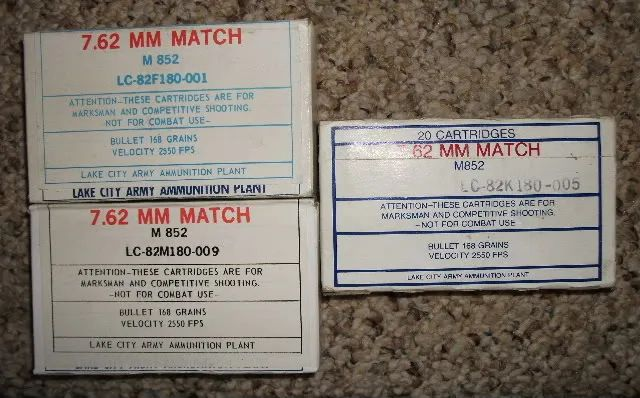 7.62 MM MATCH
M 852
LC-82F180-001
ATTENTION-THESE CARTRIDGES ARE FOR
MARKSMAN AND COMPETITIVE SHOOTING.
-NOT FOR COMBAT USE-
BULLET 168 GRAINS
VELOCITY 2550 FPS
LAKE CITY ARMY AMMUNITION PLANT
LAKE CITY ARMY AMMUNITION PLANT
7.62 MM MATCH
M 852
LC-82M180-009
ATTENTION-THESE CARTRIDGES ARE FOR
MARKSMAN AND COMPETITIVE SHOOTING.
-NOT FOR COMBAT USE-
BULLET 168 GRAINS
VELOCITY 2550 FPS
LAKE CITY ARMY AMMUNITION PLANT
20 CARTRIDGES
.62 MM MATCH
M852
LC-82K180-005
ATTENTION-THESE CARTRIDGES ARE FOR
MARKSMAN AND COMPETITIVE SHOOTING.
-NOT FOR COMBAT USE
BULLET 168 GRAINS
VELOCITY 2550 FPS
LAKE CITY ARMY AMMUNITION PLANT